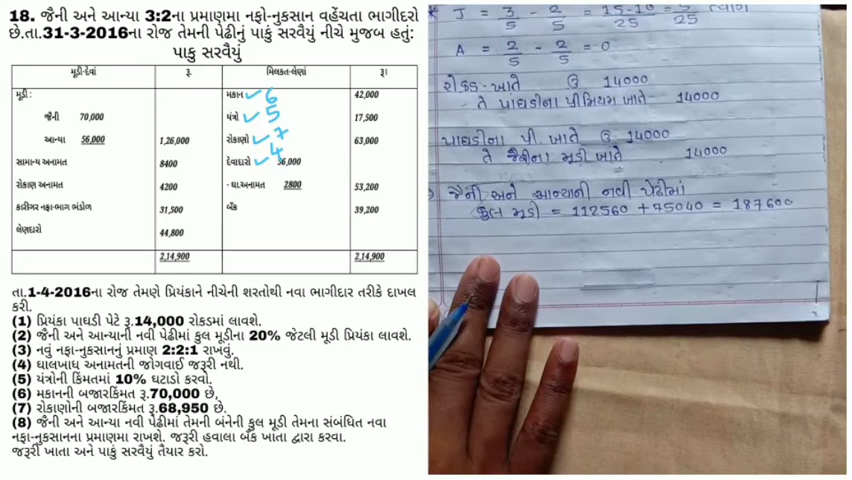 18. જૈની અને આન્યા 3:2ના પ્રમાણમા નફો-નુકસાન વહેંચતા ભાગીદારો
છે.તા.31-3-2016ના રોજ તેમની પેઢીનું પાકું સરવૈયું નીચે મુજબ હતું:
પાકુ સરવૈયું
મૂડી-દેવાં રૂ. મિલકત-લેણાં રૂ।
મૂડી: મકાન 6 42,000
જૈની 70,000 યંત્રો 5 17,500
આન્યા 56,000 1,26,000 રોકાણો 7 63,000
સામાન્ય અનામત 8400 દેવાદારો 4 56,000
રોકાણ અનામત 4200 - ઘા.અનામત 2800 53,200
કારીગર નફા-ભાગ ભંડોળ 31,500 બૅંક 39,200
લેણદારો 44,800
2,14,900 2,14,900
તા.1-4-2016ના રોજ તેમણે પ્રિયંકાને નીચેની શરતોથી નવા ભાગીદાર તરીકે દાખલ
કરી.
(1) પ્રિયંકા પાઘડી પેટે રૂ.14,000 રોકડમાં લાવશે.
(2) જૈની અને આન્યાની નવી પેઢીમાં કુલ મૂડીના 20% જેટલી મૂડી પ્રિયંકા લાવશે.
(3) નવું નફા-નુકસાનનું પ્રમાણ 2:2:1 રાખવું.
(4) ઘાલખાધ અનામતની જોગવાઈ જરૂરી નથી.
(5) યંત્રોની કિંમતમાં 10% ઘટાડો કરવો.
(6) મકાનની બજારકિંમત રૂ.70,000 છે,
(7) રોકાણોની બજારકિંમત રૂ.68,950 છે.
(8) જૈની અને આન્યા નવી પેઢીમાં તેમની બંનેની કુલ મૂડી તેમના સંબંધિત નવા
નફા-નુકસાનના પ્રમાણમા રાખશે. જરૂરી હવાલા બૅંક ખાતા દ્વારા કરવા.
જરૂરી ખાતા અને પાકું સરવૈયું તૈયાર કરો.
J = 3/5 - 2/5 = 15-10/25 = 5/25 ત્યાગ
A = 2/5 - 2/5 = 0
રોકડ-ખાતે ઉ 14000
તે પાઘડીના પ્રીમિયમ ખાતે 14000
પાઘડીના પ્રી. ખાતે ઉ 14000
તે જૈનીના મૂડી ખાતે 14000
જૈની અને આન્યાની નવી પેઢીમાં
કુલ મૂડી = 112560 + 75040 = 187600